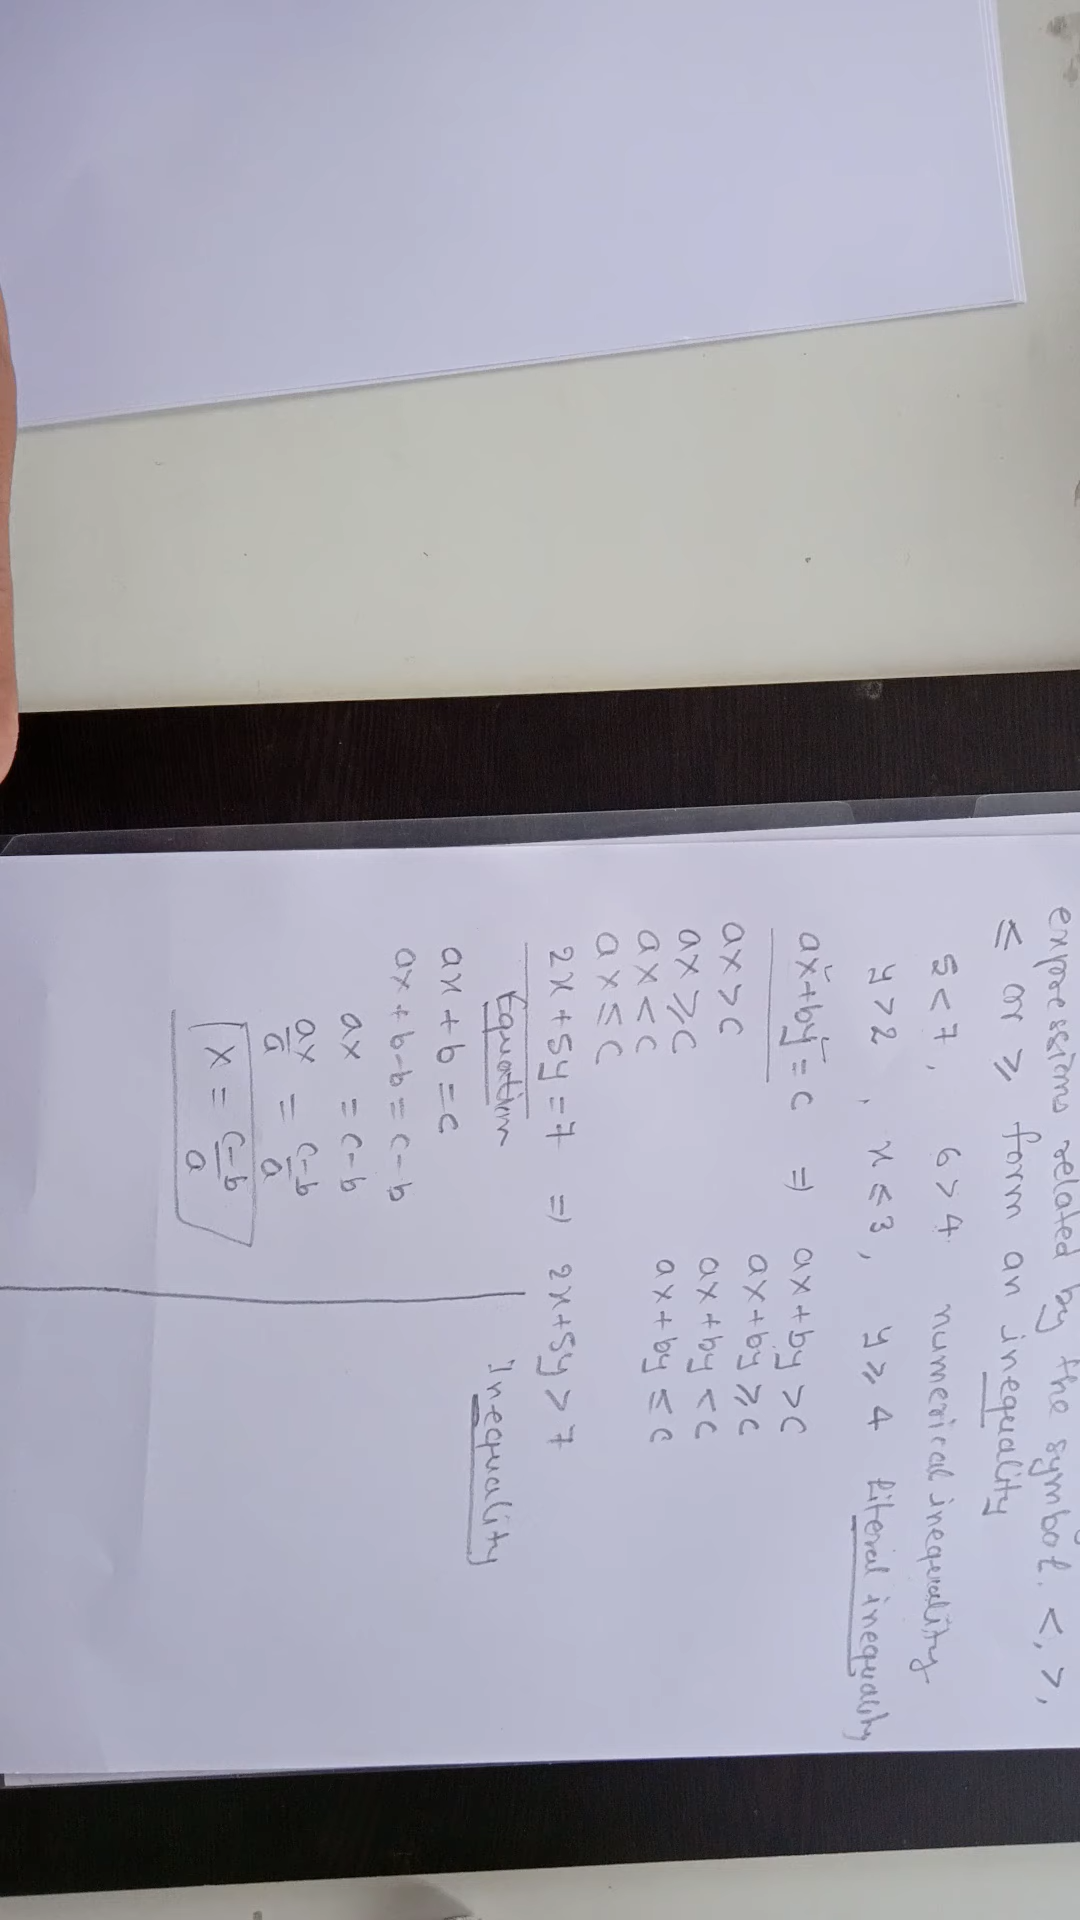 expressions related by the symbol. <, >,
≤ or ≥ form an inequality
5 < 7, 6 > 4 numerical inequality
y > 2, x ≤ 3, y ≥ 4 literal inequality
ax + by = c ⇒ ax + by > c
ax > c ax + by ≥ c
ax ≥ c ax + by < c
ax < c ax + by ≤ c
ax ≤ c
2x + 5y = 7 ⇒ 2x + 5y > 7
Equation Inequality
ax + b = c
ax + b - b = c - b
ax = c - b
ax/a = c-b/a
x = c-b/a